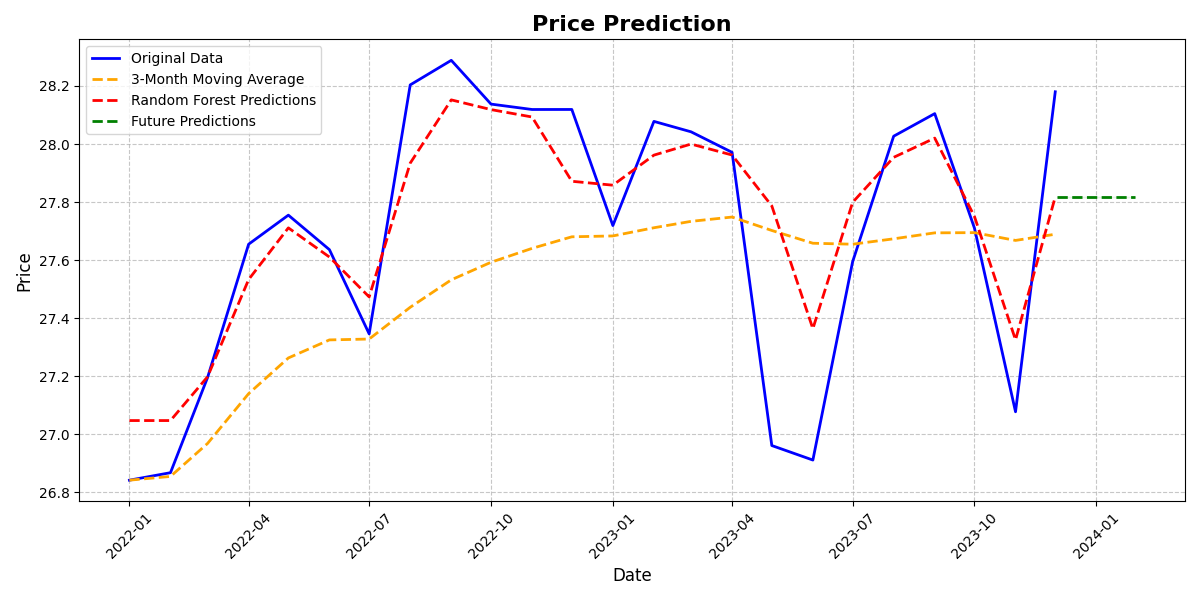 Price Prediction
Original Data
3-Month Moving Average
Random Forest Predictions
Future Predictions
Price
28.2
28.0
27.8
27.6
27.4
27.2
27.0
26.8
2022-01
2022-04
2022-07
2022-10
2023-01
2023-04
2023-07
2023-10
2024-01
Date